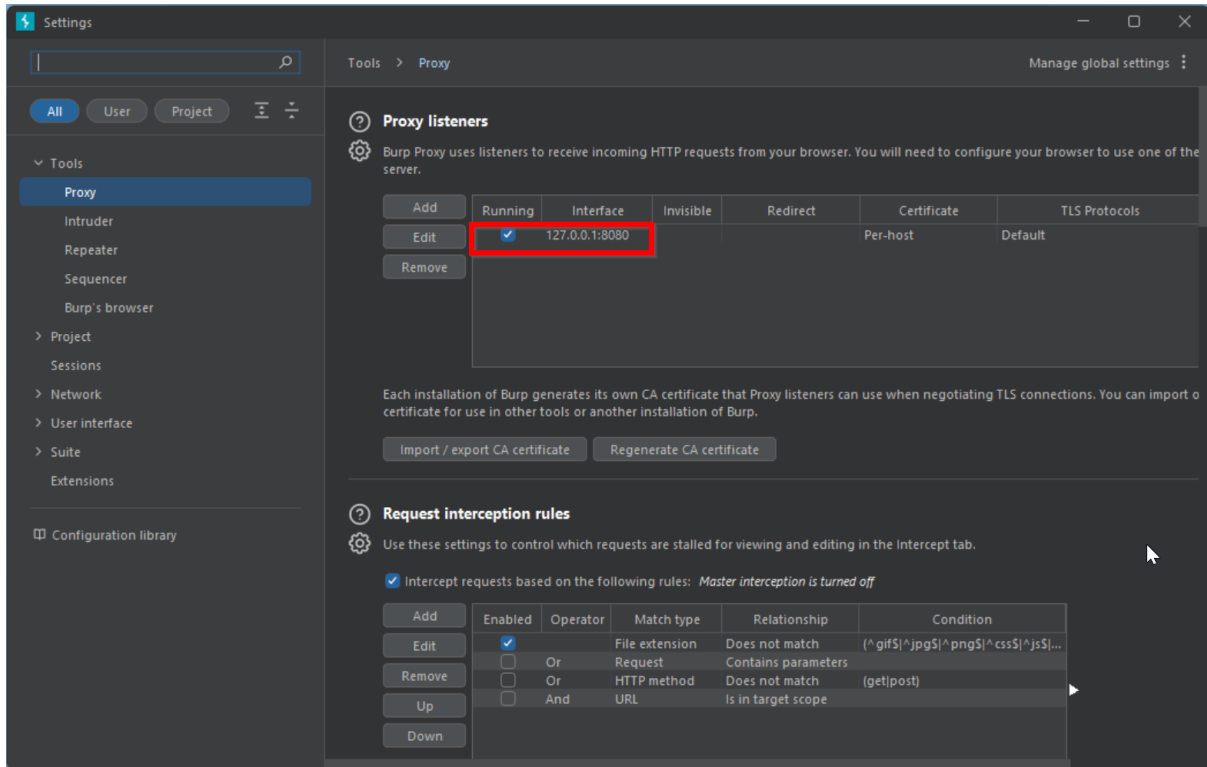 Settings
Tools > Proxy
Manage global settings
All
User
Project
Tools
Proxy
Intruder
Repeater
Sequencer
Burp's browser
Project
Sessions
Network
User interface
Suite
Extensions
Configuration library
Proxy listeners
Burp Proxy uses listeners to receive incoming HTTP requests from your browser. You will need to configure your browser to use one of the
server.
Add
Edit
Remove
Running Interface Invisible Redirect Certificate TLS Protocols
127.0.0.1:8080 Per-host Default
Each installation of Burp generates its own CA certificate that Proxy listeners can use when negotiating TLS connections. You can import o
certificate for use in other tools or another installation of Burp.
Import / export CA certificate
Regenerate CA certificate
Request interception rules
Use these settings to control which requests are stalled for viewing and editing in the Intercept tab.
Intercept requests based on the following rules: Master interception is turned off
Add
Edit
Remove
Up
Down
Enabled Operator Match type Relationship Condition
File extension Does not match (^gif$|^jpg$|^png$|^css$|^js$|...
Or Request Contains parameters
Or HTTP method Does not match (get|post)
And URL Is in target scope